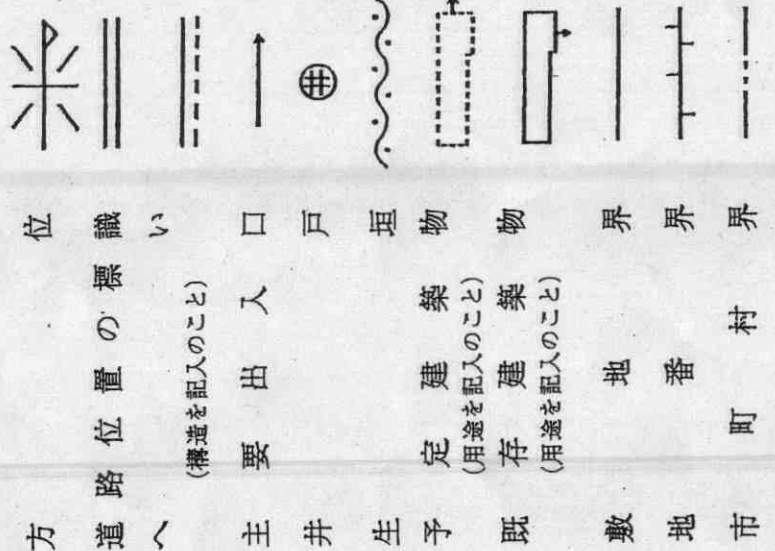 方位
道路位置の標識
へい
(構造を記入のこと)
主要出入口
井戸
生垣
予定建築物
(用途を記入のこと)
既存建築物
(用途を記入のこと)
敷地界
地番界
市町村界